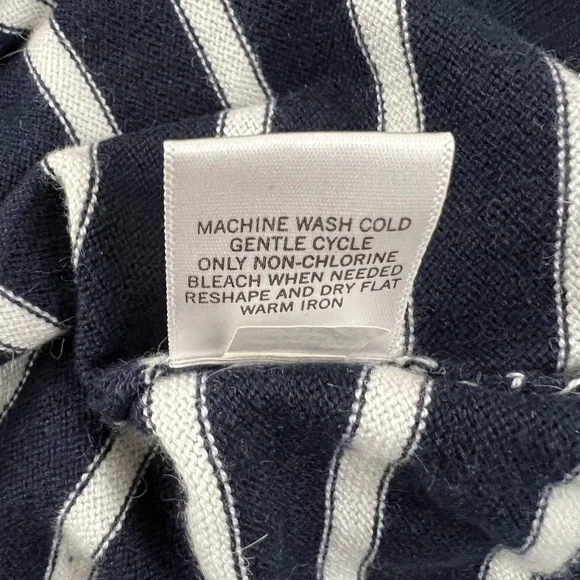 MACHINE WASH COLD
GENTLE CYCLE
ONLY NON-CHLORINE
BLEACH WHEN NEEDED
RESHAPE AND DRY FLAT
WARM IRON